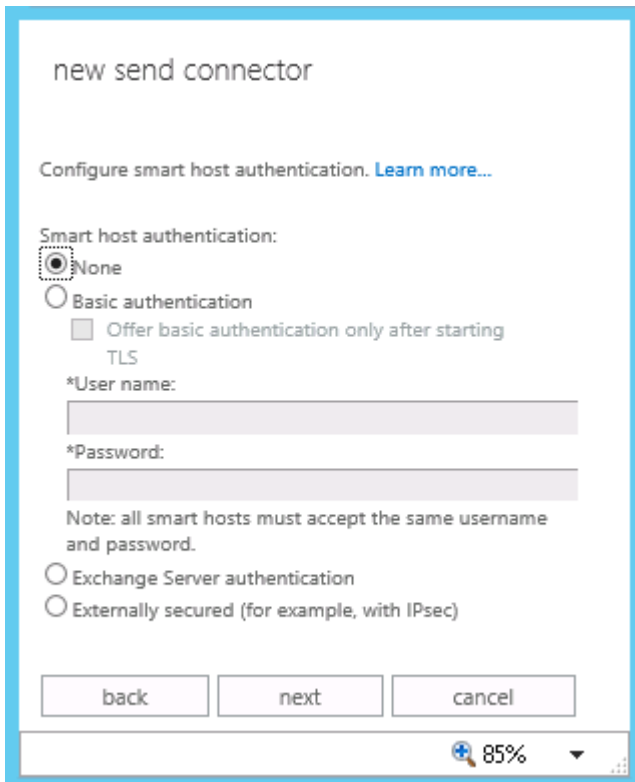 new send connector
Configure smart host authentication. Learn more...
Smart host authentication:
None
Basic authentication
Offer basic authentication only after starting
TLS
*User name:
*Password:
Note: all smart hosts must accept the same username
and password.
Exchange Server authentication
Externally secured (for example, with IPsec)
back next cancel
85%